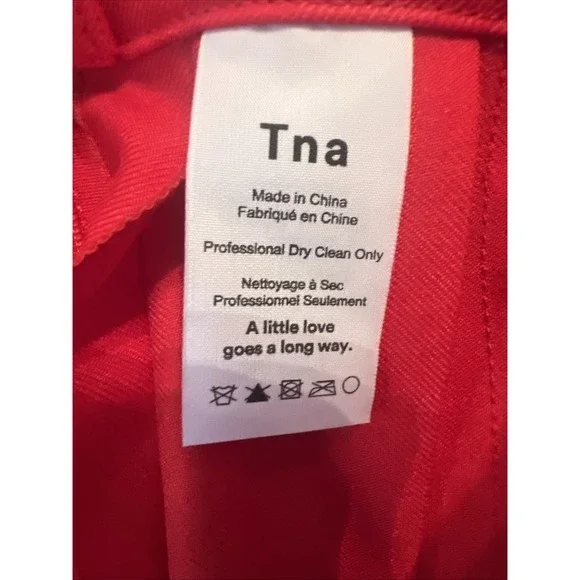 Tna
Made in China
Fabriqué en Chine
Professional Dry Clean Only
Nettoyage à Sec
Professionnel Seulement
A little love
goes a long way.